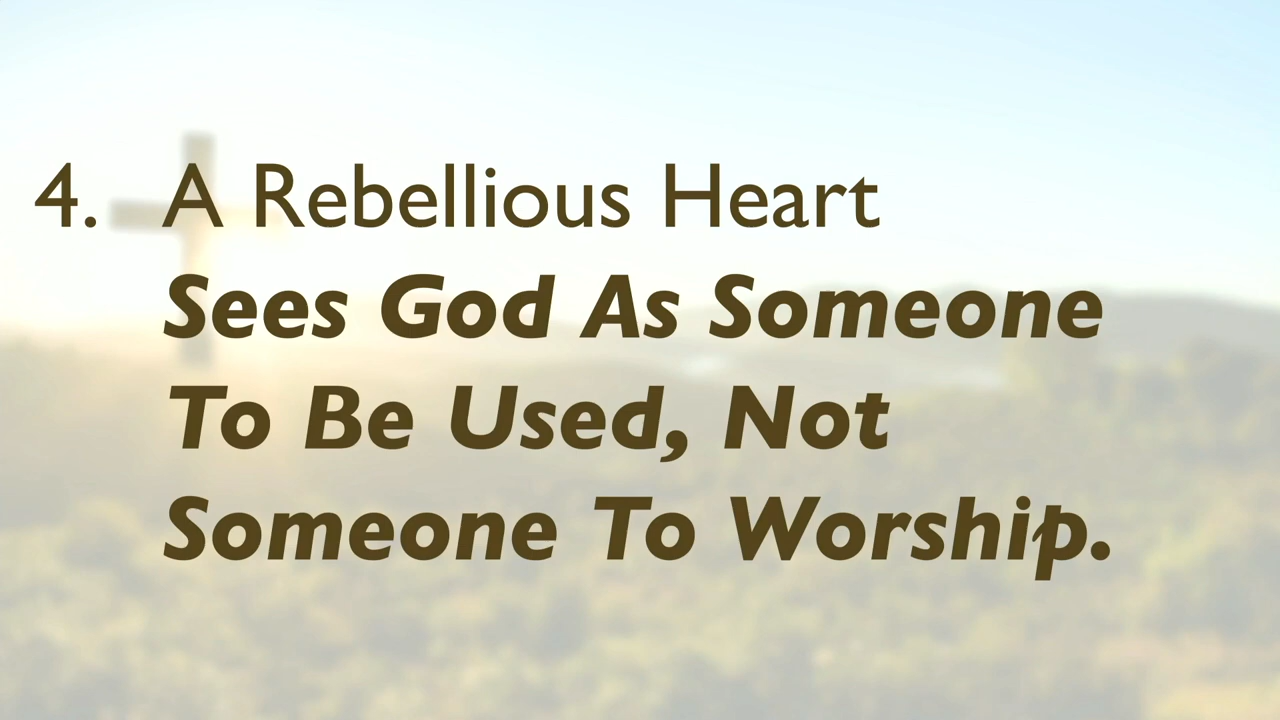 4. A Rebellious Heart
Sees God As Someone
To Be Used, Not
Someone To Worship.